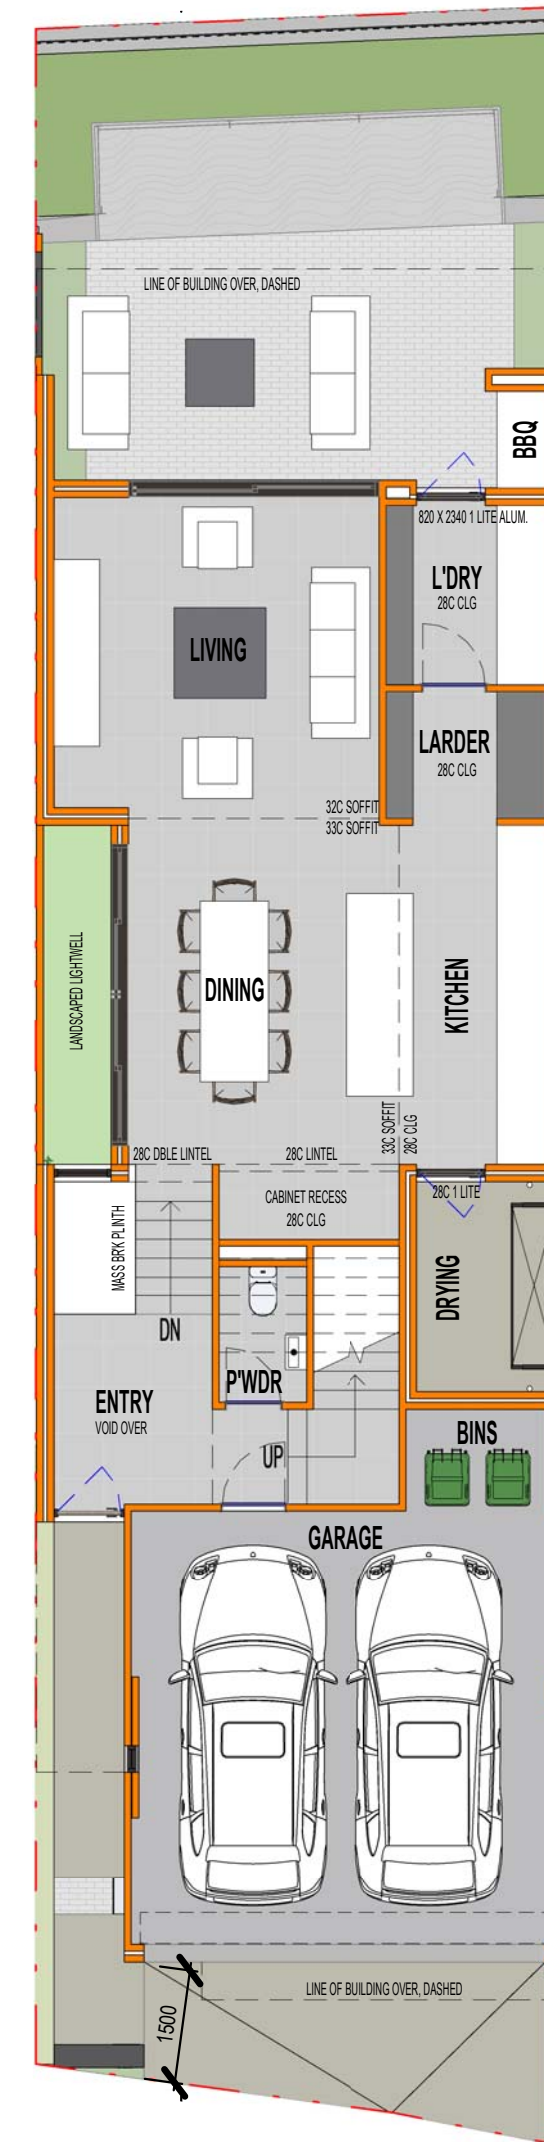 LINE OF BUILDING OVER, DASHED
BBQ
820 X 2340 1 LITE ALUM.
L'DRY
28C CLG
LIVING
LARDER
28C CLG
32C SOFFIT
33C SOFFIT
LANDSCAPED LIGHTWELL
DINING
KITCHEN
33C SOFFIT
28C CLG
28C DBLE LINTEL
28C LINTEL
CABINET RECESS
28C CLG
28C 1 LITE
MASS BRK PLINTH
DRYING
DN
P'WDR
ENTRY
VOID OVER
UP
BINS
GARAGE
LINE OF BUILDING OVER, DASHED
1500